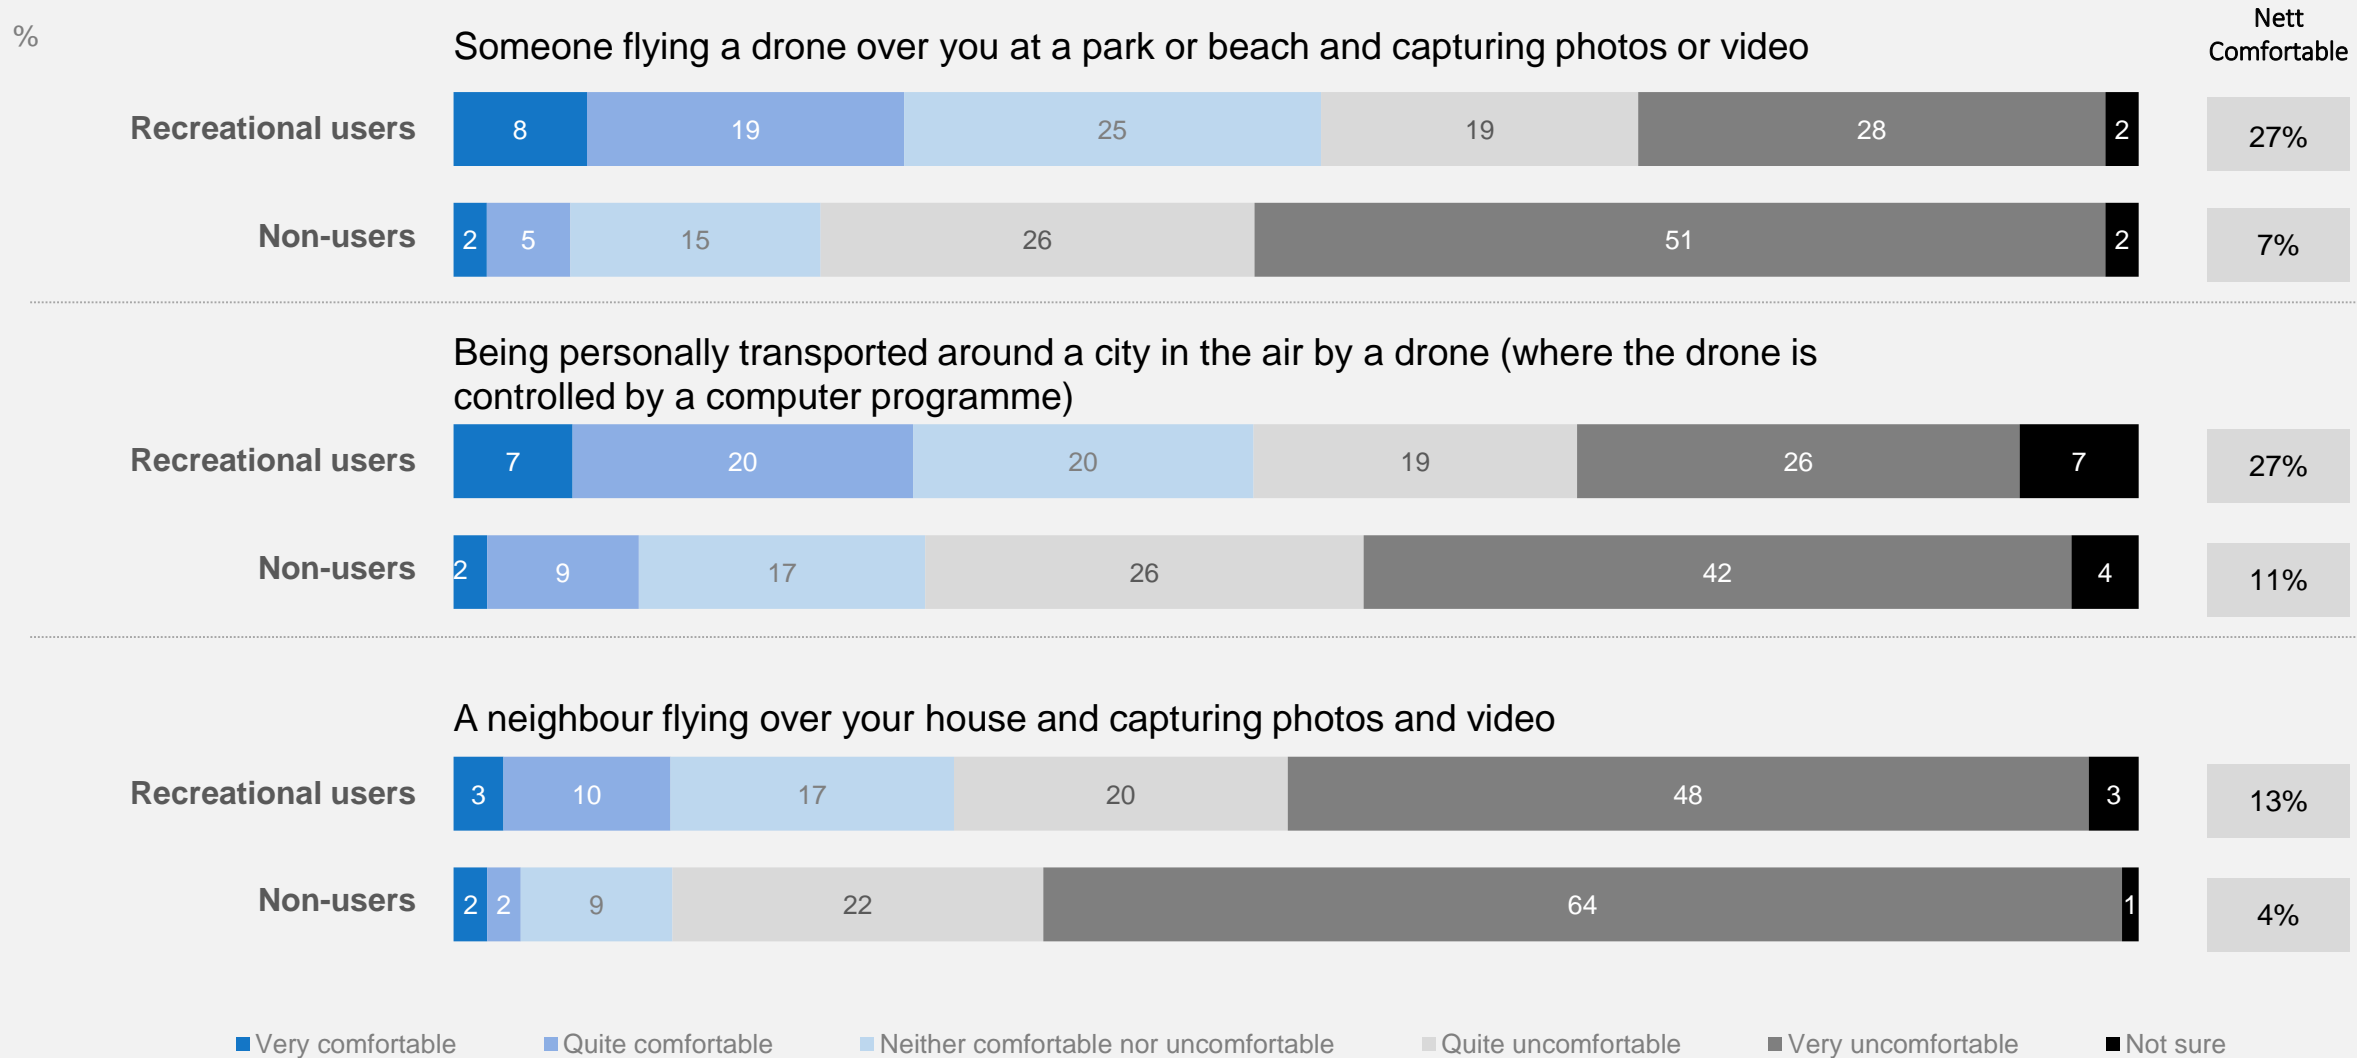 %
Nett
Comfortable
Someone flying a drone over you at a park or beach and capturing photos or video
Recreational users 8 19 25 19 28 2 27%
Non-users 2 5 15 26 51 2 7%
Being personally transported around a city in the air by a drone (where the drone is
controlled by a computer programme)
Recreational users 7 20 20 19 26 7 27%
Non-users 2 9 17 26 42 4 11%
A neighbour flying over your house and capturing photos and video
Recreational users 3 10 17 20 48 3 13%
Non-users 2 2 9 22 64 1 4%
Very comfortable Quite comfortable Neither comfortable nor uncomfortable Quite uncomfortable Very uncomfortable Not sure